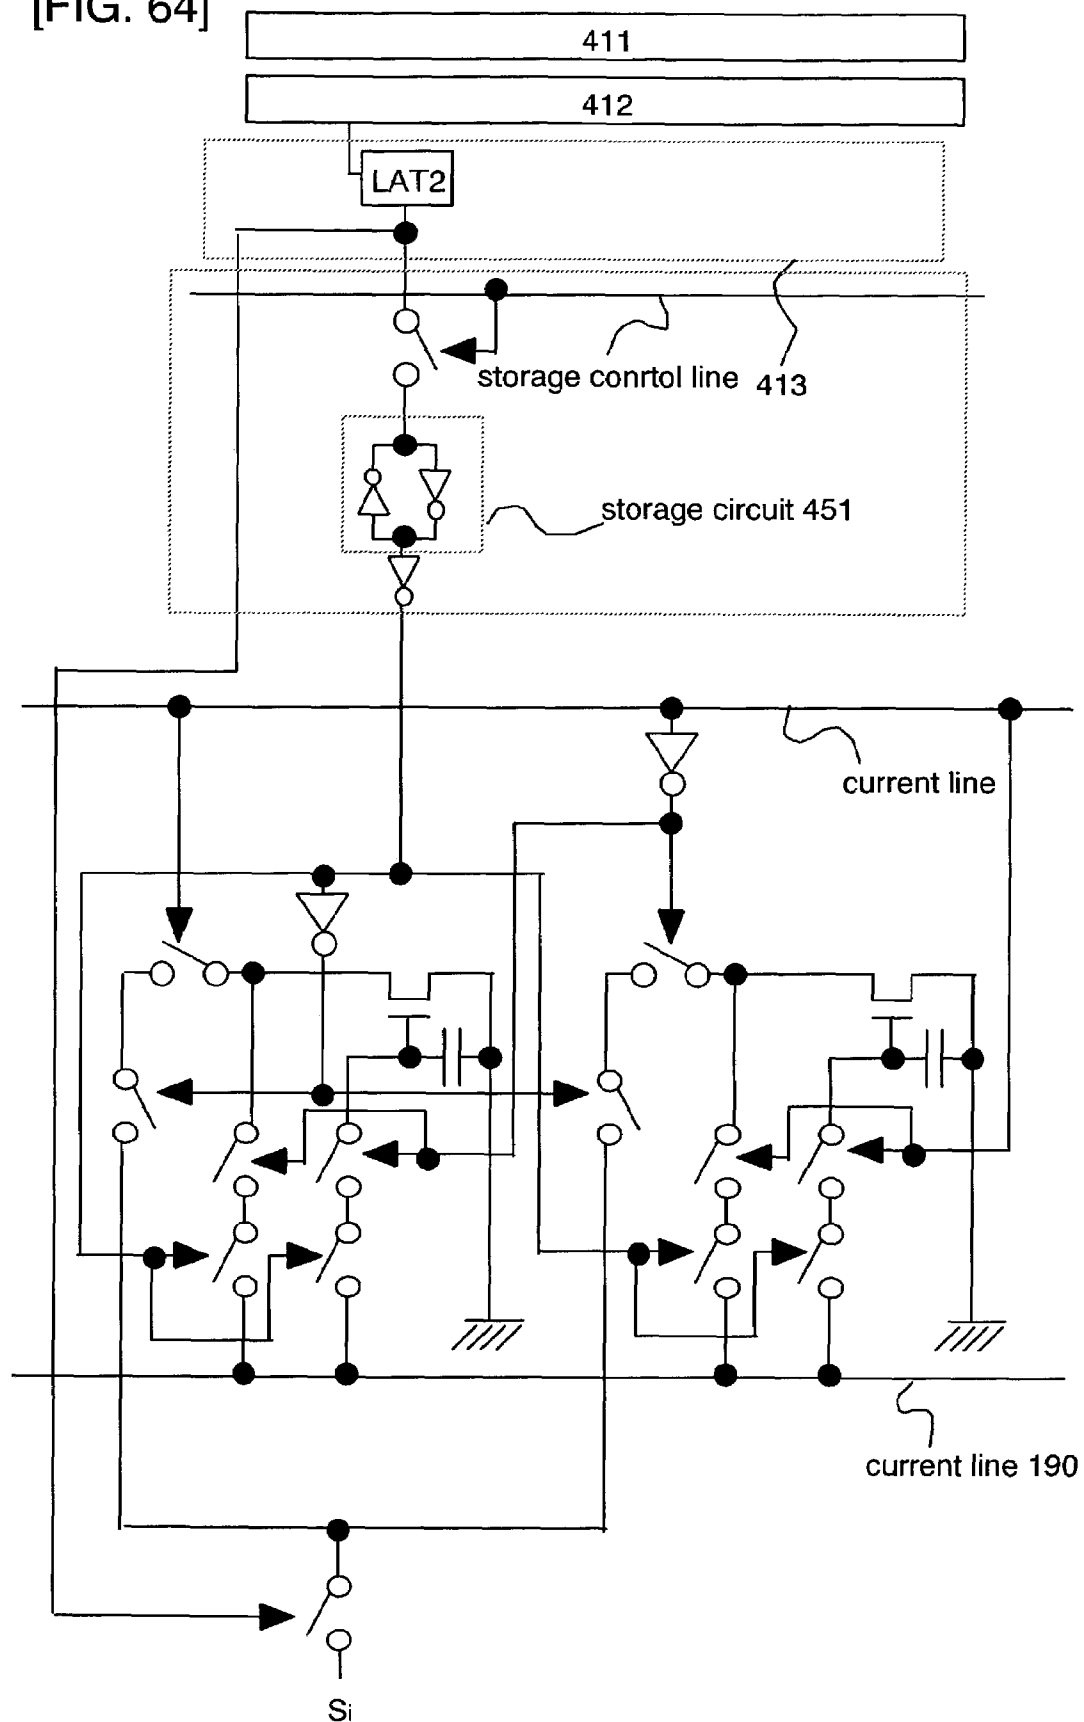 [FIG. 64]
411
412
LAT2
storage conrtol line
413
storage circuit 451
current line
current line 190
Si